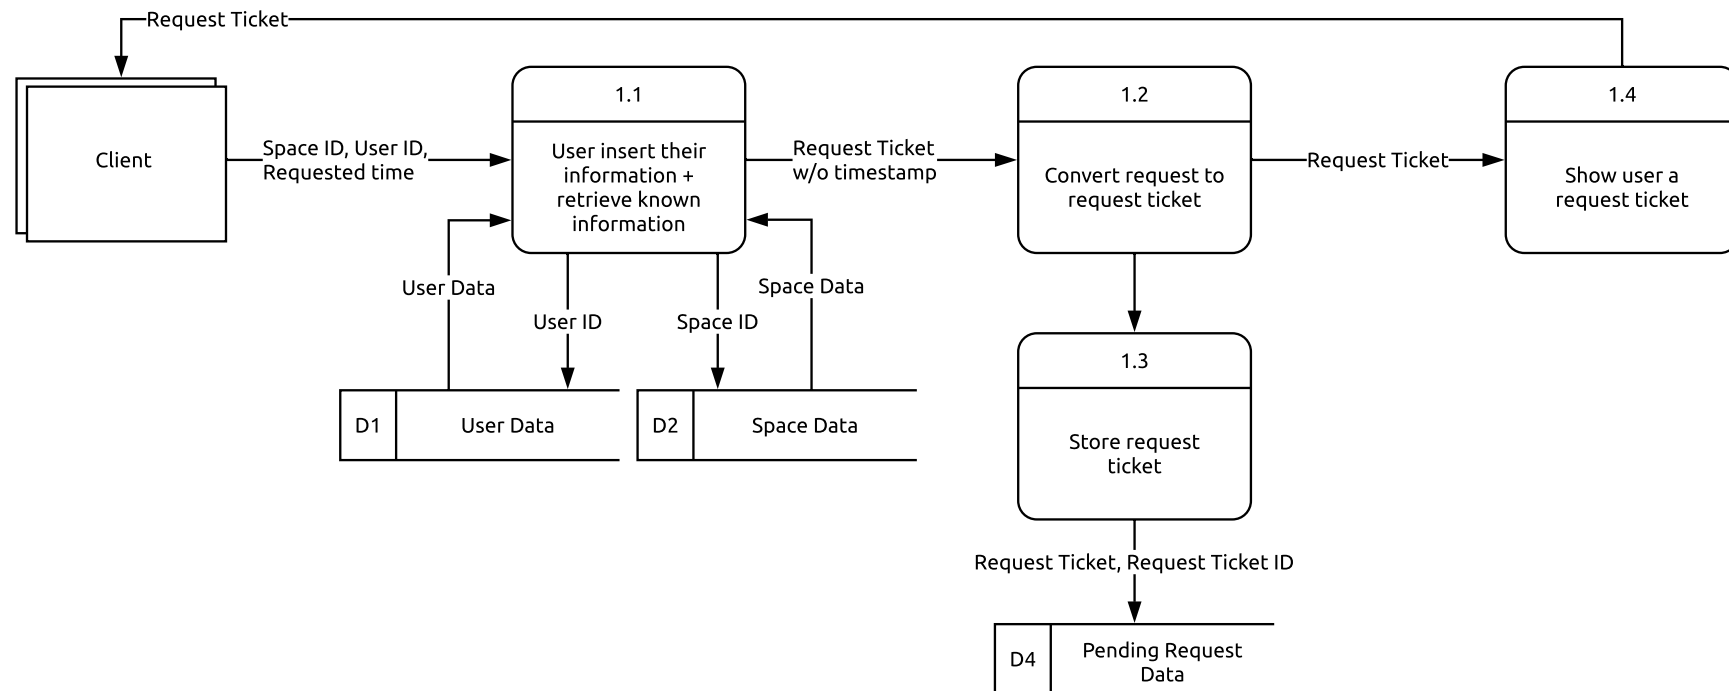 Request Ticket
1.1
1.2
1.4
Client
Space ID, User ID,
Requested time
User insert their
information +
retrieve known
information
Request Ticket
w/o timestamp
Convert request to
request ticket
Request Ticket
Show user a
request ticket
User Data
User ID
Space ID
Space Data
1.3
Store request
ticket
D1
User Data
D2
Space Data
Request Ticket, Request Ticket ID
D4
Pending Request
Data